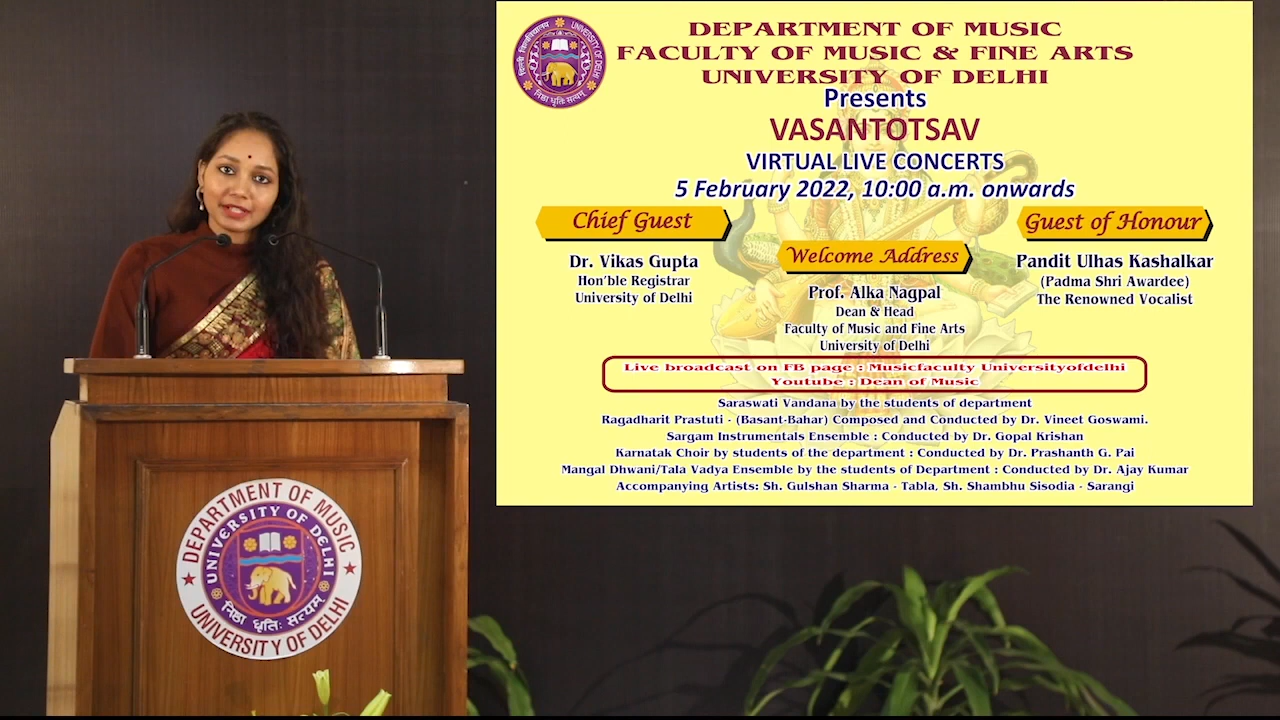 DEPARTMENT OF MUSIC
FACULTY OF MUSIC & FINE ARTS
UNIVERSITY OF DELHI
Presents
VASANTOTSAV
VIRTUAL LIVE CONCERTS
5 February 2022, 10:00 a.m. onwards
Chief Guest
Dr. Vikas Gupta
Hon'ble Registrar
University of Delhi
Welcome Address
Prof. Alka Nagpal
Dean & Head
Faculty of Music and Fine Arts
University of Delhi
Guest of Honour
Pandit Ulhas Kashalkar
(Padma Shri Awardee)
The Renowned Vocalist
Live broadcast on FB page : Musicfaculty Universityofdelhi
Youtube : Dean of Music
Saraswati Vandana by the students of department
Ragadharit Prastuti - (Basant-Bahar) Composed and Conducted by Dr. Vineet Goswami.
Sargam Instrumentals Ensemble : Conducted by Dr. Gopal Krishan
Karnatak Choir by students of the department : Conducted by Dr. Prashanth G. Pai
Mangal Dhwani/Tala Vadya Ensemble by the students of Department : Conducted by Dr. Ajay Kumar
Accompanying Artists: Sh. Gulshan Sharma - Tabla, Sh. Shambhu Sisodia - Sarangi
UNIVERSITY OF DELHI
दिल्ली विश्वविद्यालय
निष्ठा धृतिः सत्यम्
DEPARTMENT OF MUSIC
UNIVERSITY OF DELHI
निष्ठा धृतिः सत्यम्
UNIVERSITY OF DELHI